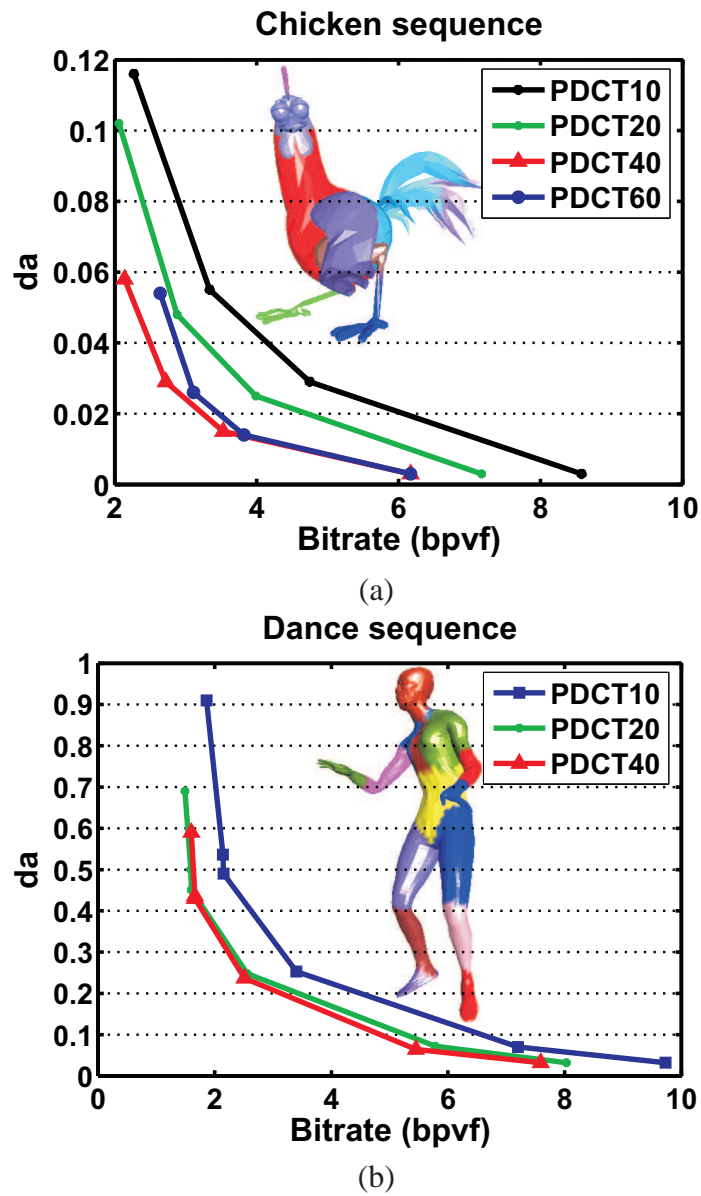 Chicken sequence
0.12
0.1
0.08
0.06
0.04
0.02
0
da
PDCT10
PDCT20
PDCT40
PDCT60
2 4 6 8 10
Bitrate (bpvf)
(a)
Dance sequence
1
0.9
0.8
0.7
0.6
0.5
0.4
0.3
0.2
0.1
0
da
PDCT10
PDCT20
PDCT40
0 2 4 6 8 10
Bitrate (bpvf)
(b)